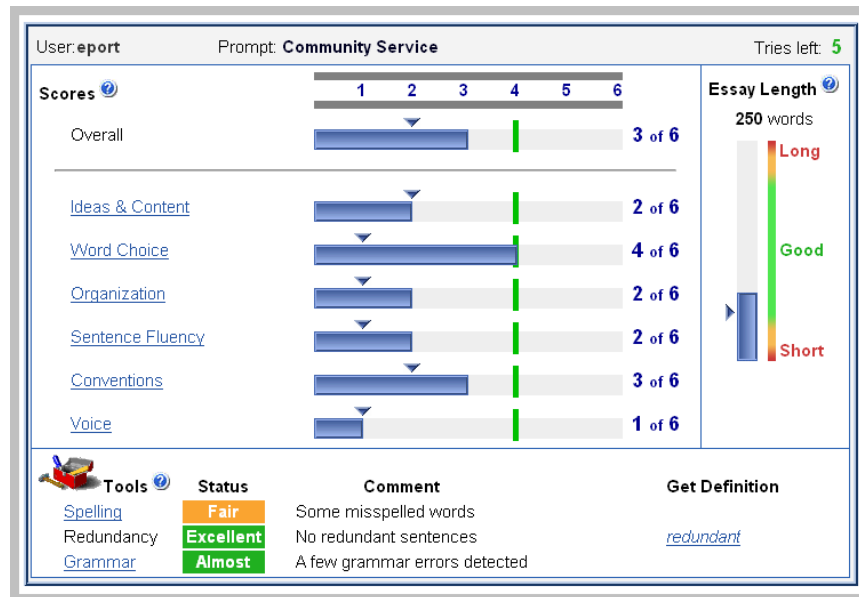 User: eport Prompt: Community Service Tries left: 5
Scores 1 2 3 4 5 6
Overall 3 of 6
Ideas & Content 2 of 6
Word Choice 4 of 6
Organization 2 of 6
Sentence Fluency 2 of 6
Conventions 3 of 6
Voice 1 of 6
Essay Length
250 words
Long
Good
Short
Tools Status Comment Get Definition
Spelling Fair Some misspelled words
Redundancy Excellent No redundant sentences redundant
Grammar Almost A few grammar errors detected